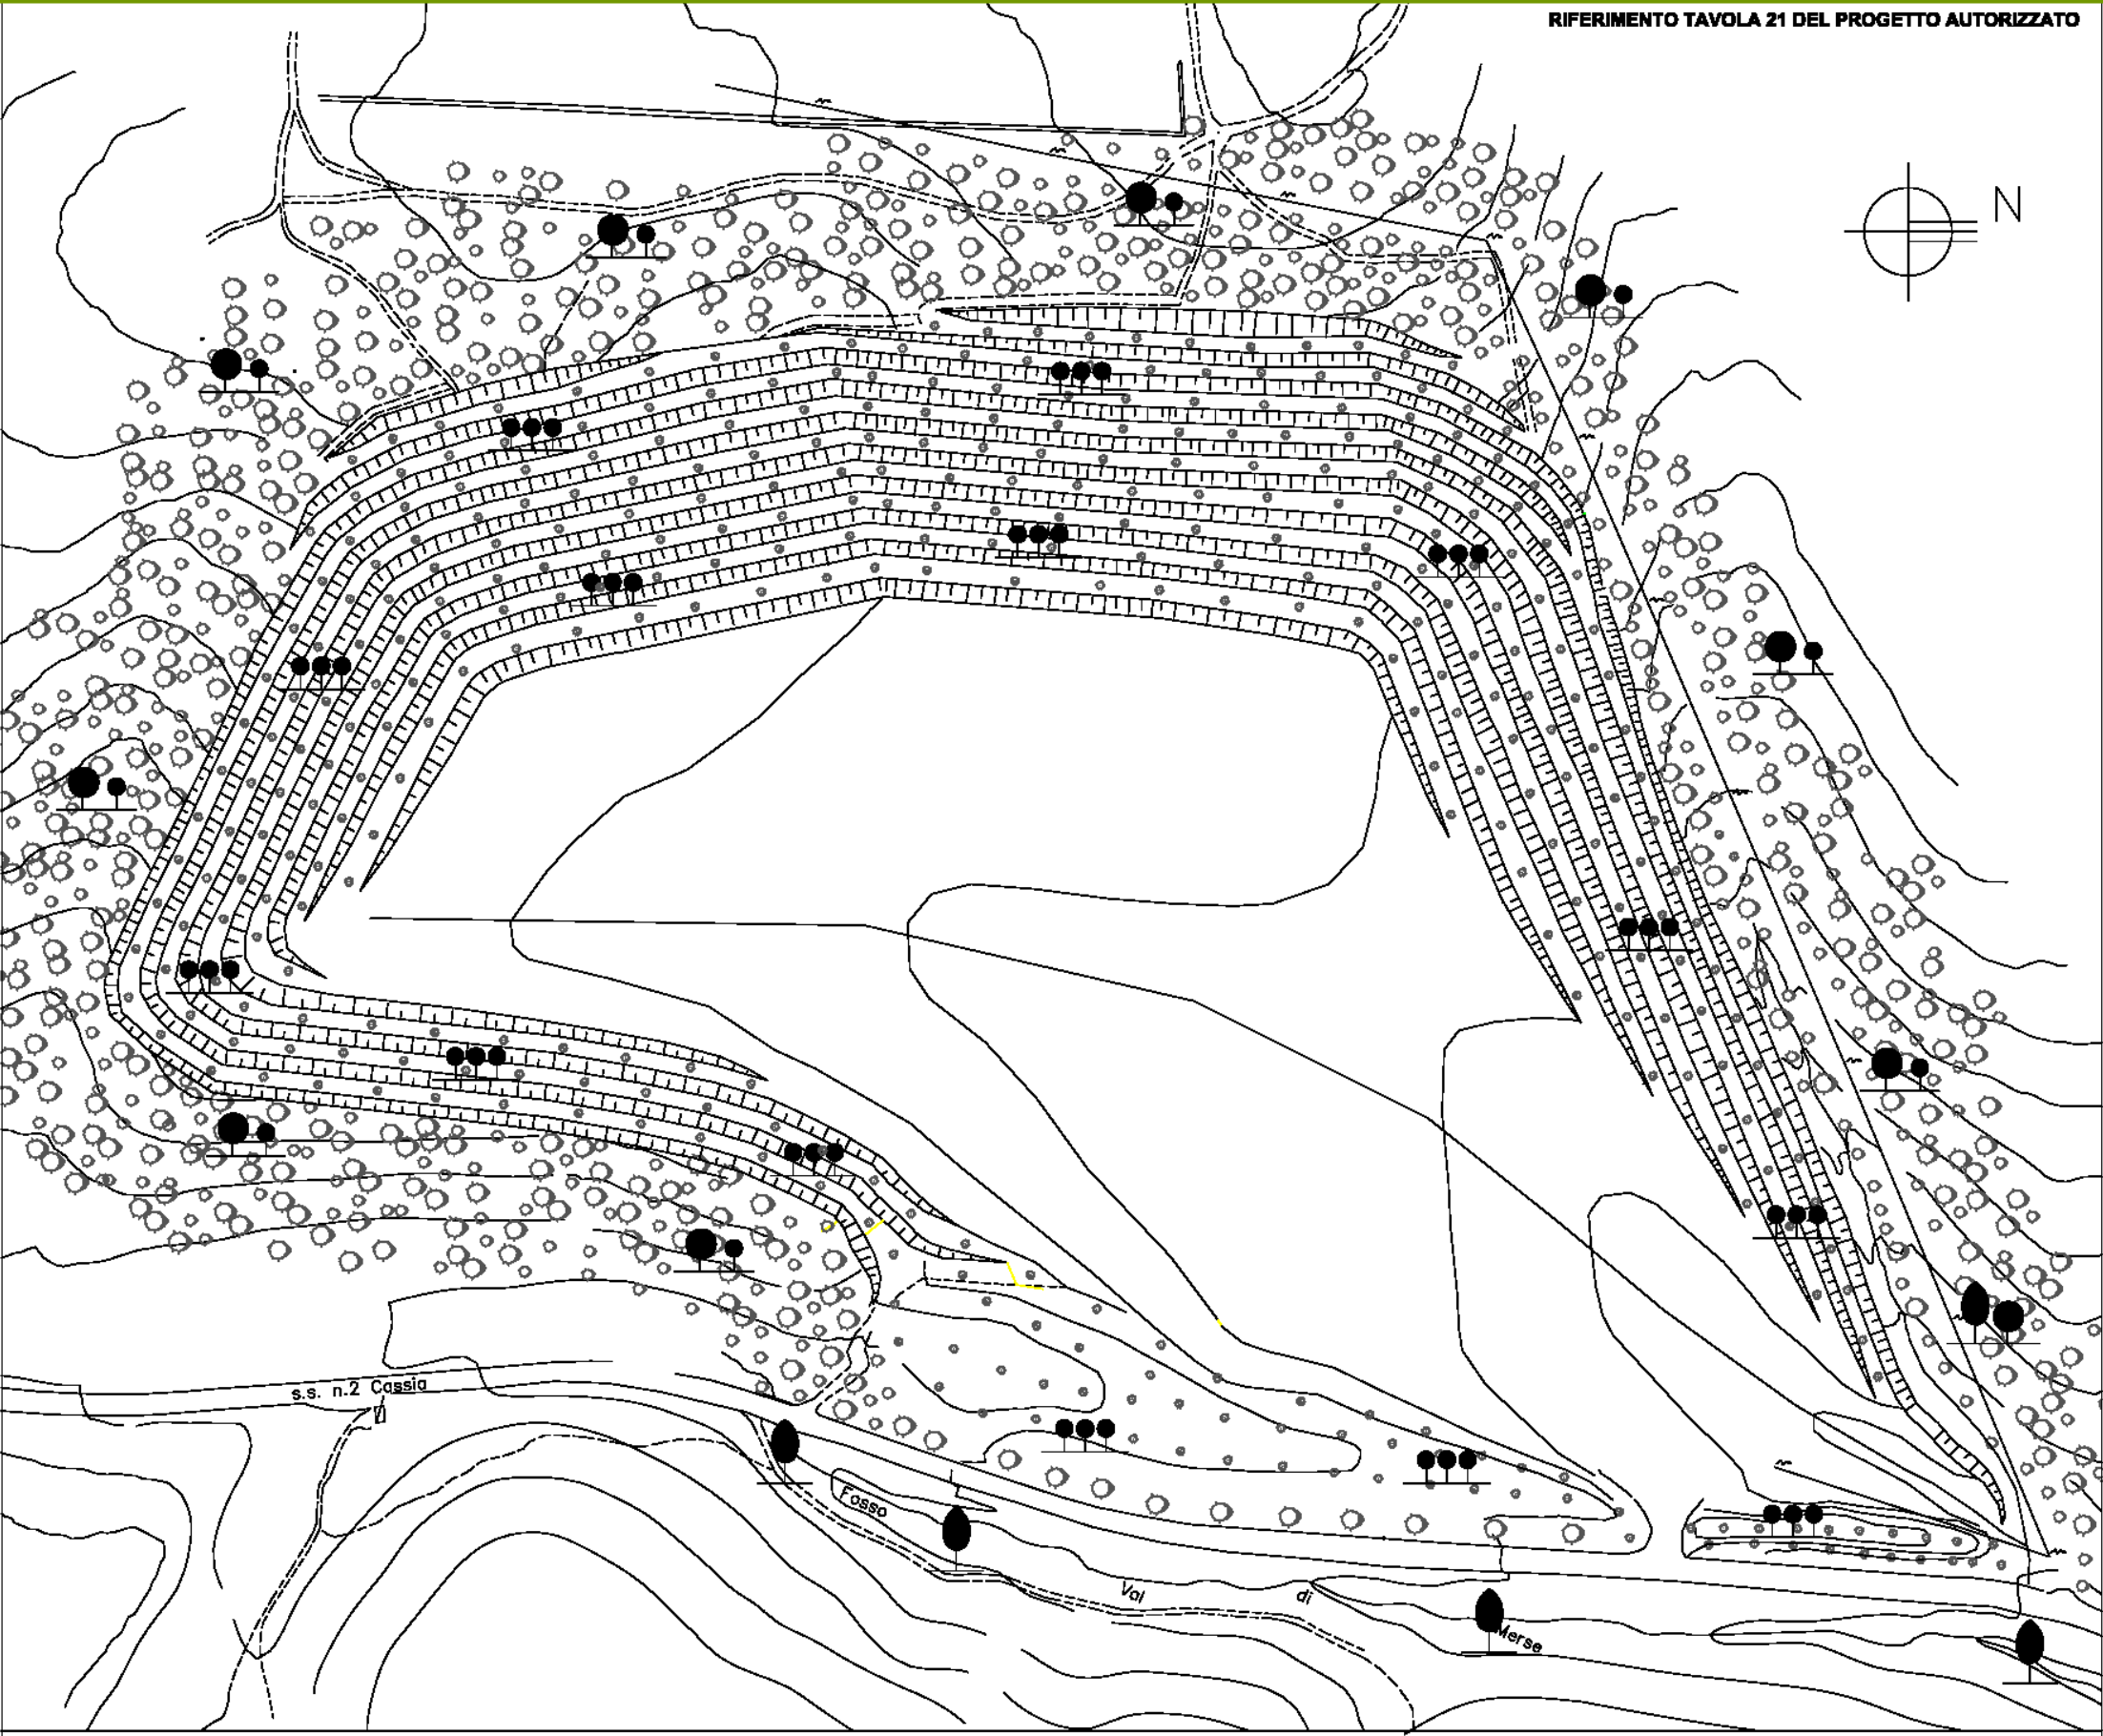 RIFERIMENTO TAVOLA 21 DEL PROGETTO AUTORIZZATO
N
s.s. n.2 Cassia
Fosso
Val
di
Merse